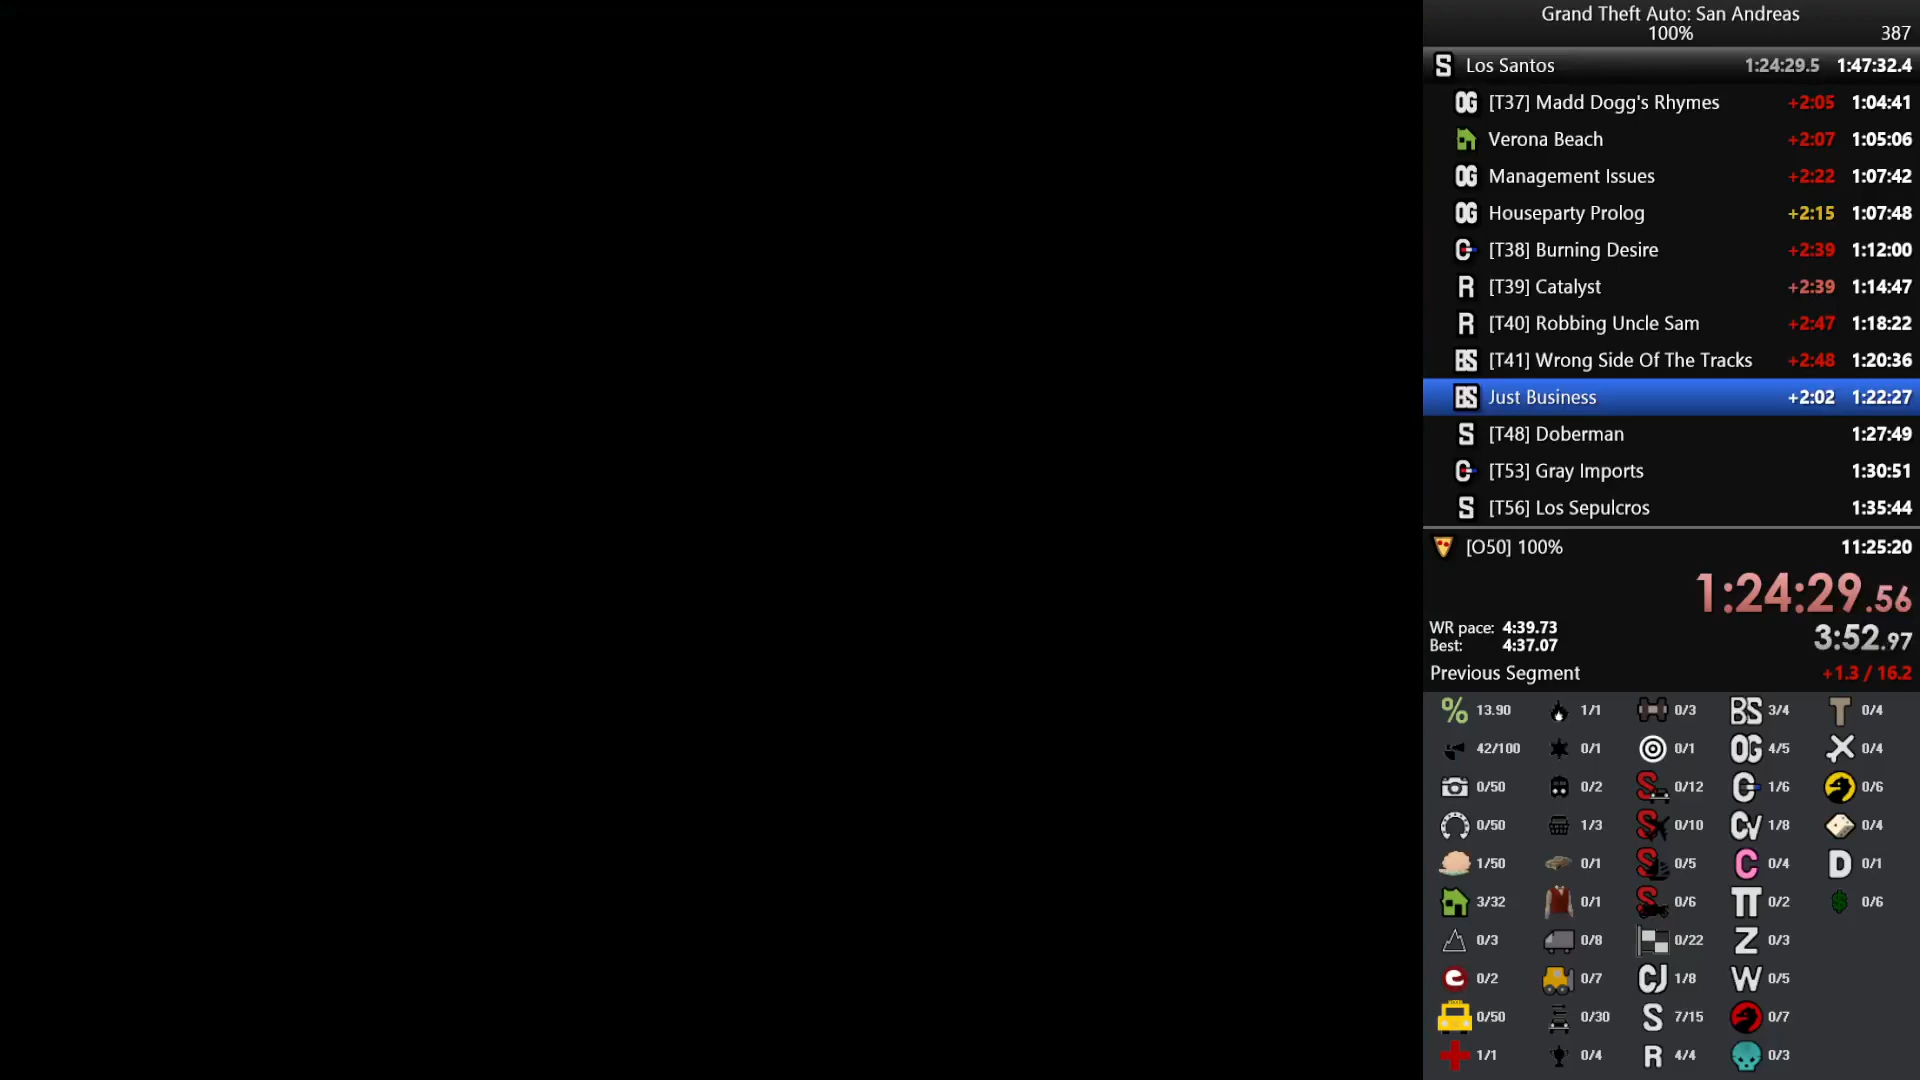 Grand Theft Auto: San Andreas
100% 387
S Los Santos 1:24:29.5 1:47:32.4
OG [T37] Madd Dogg's Rhymes +2:05 1:04:41
Verona Beach +2:07 1:05:06
OG Management Issues +2:22 1:07:42
OG Houseparty Prolog +2:15 1:07:48
C [T38] Burning Desire +2:39 1:12:00
R [T39] Catalyst +2:39 1:14:47
R [T40] Robbing Uncle Sam +2:47 1:18:22
BS [T41] Wrong Side Of The Tracks +2:48 1:20:36
BS Just Business +2:02 1:22:27
S [T48] Doberman 1:27:49
C [T53] Gray Imports 1:30:51
S [T56] Los Sepulcros 1:35:44
[O50] 100% 11:25:20
1:24:29.56
WR pace: 4:39.73 3:52.97
Best: 4:37.07
Previous Segment +1.3 / 16.2
% 13.90 1/1 0/3 BS 3/4 T 0/4
42/100 0/1 0/1 OG 4/5 0/4
0/50 0/2 S 0/12 C 1/6 0/6
0/50 1/3 S 0/10 CV 1/8 0/4
1/50 0/1 S 0/5 C 0/4 D 0/1
3/32 0/1 S 0/6 TT 0/2 $ 0/6
0/3 0/8 0/22 Z 0/3
e 0/2 0/7 CJ 1/8 W 0/5
0/50 0/30 S 7/15 0/7
1/1 0/4 R 4/4 0/3